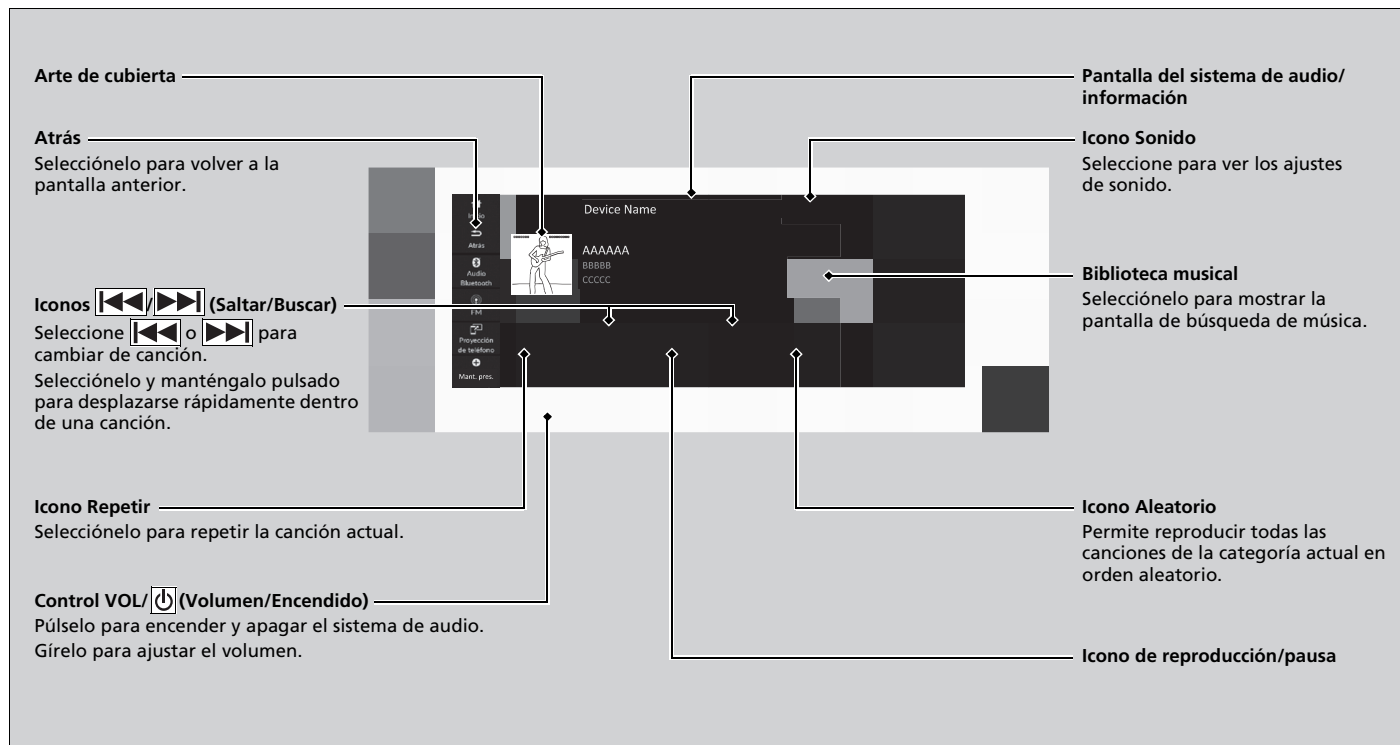 Arte de cubierta
Atrás
Selecciónelo para volver a la
pantalla anterior.
Iconos ⏮/⏭ (Saltar/Buscar)
Seleccione ⏮ o ⏭ para
cambiar de canción.
Selecciónelo y manténgalo pulsado
para desplazarse rápidamente dentro
de una canción.
Icono Repetir
Selecciónelo para repetir la canción actual.
Control VOL/⏻ (Volumen/Encendido)
Púlselo para encender y apagar el sistema de audio.
Gírelo para ajustar el volumen.
Atrás
Audio
Bluetooth
FM
Proyección
de teléfono
Mant. pres.
Device Name
AAAAAA
BBBBB
CCCCC
Pantalla del sistema de audio/
información
Icono Sonido
Seleccione para ver los ajustes
de sonido.
Biblioteca musical
Selecciónelo para mostrar la
pantalla de búsqueda de música.
Icono Aleatorio
Permite reproducir todas las
canciones de la categoría actual en
orden aleatorio.
Icono de reproducción/pausa